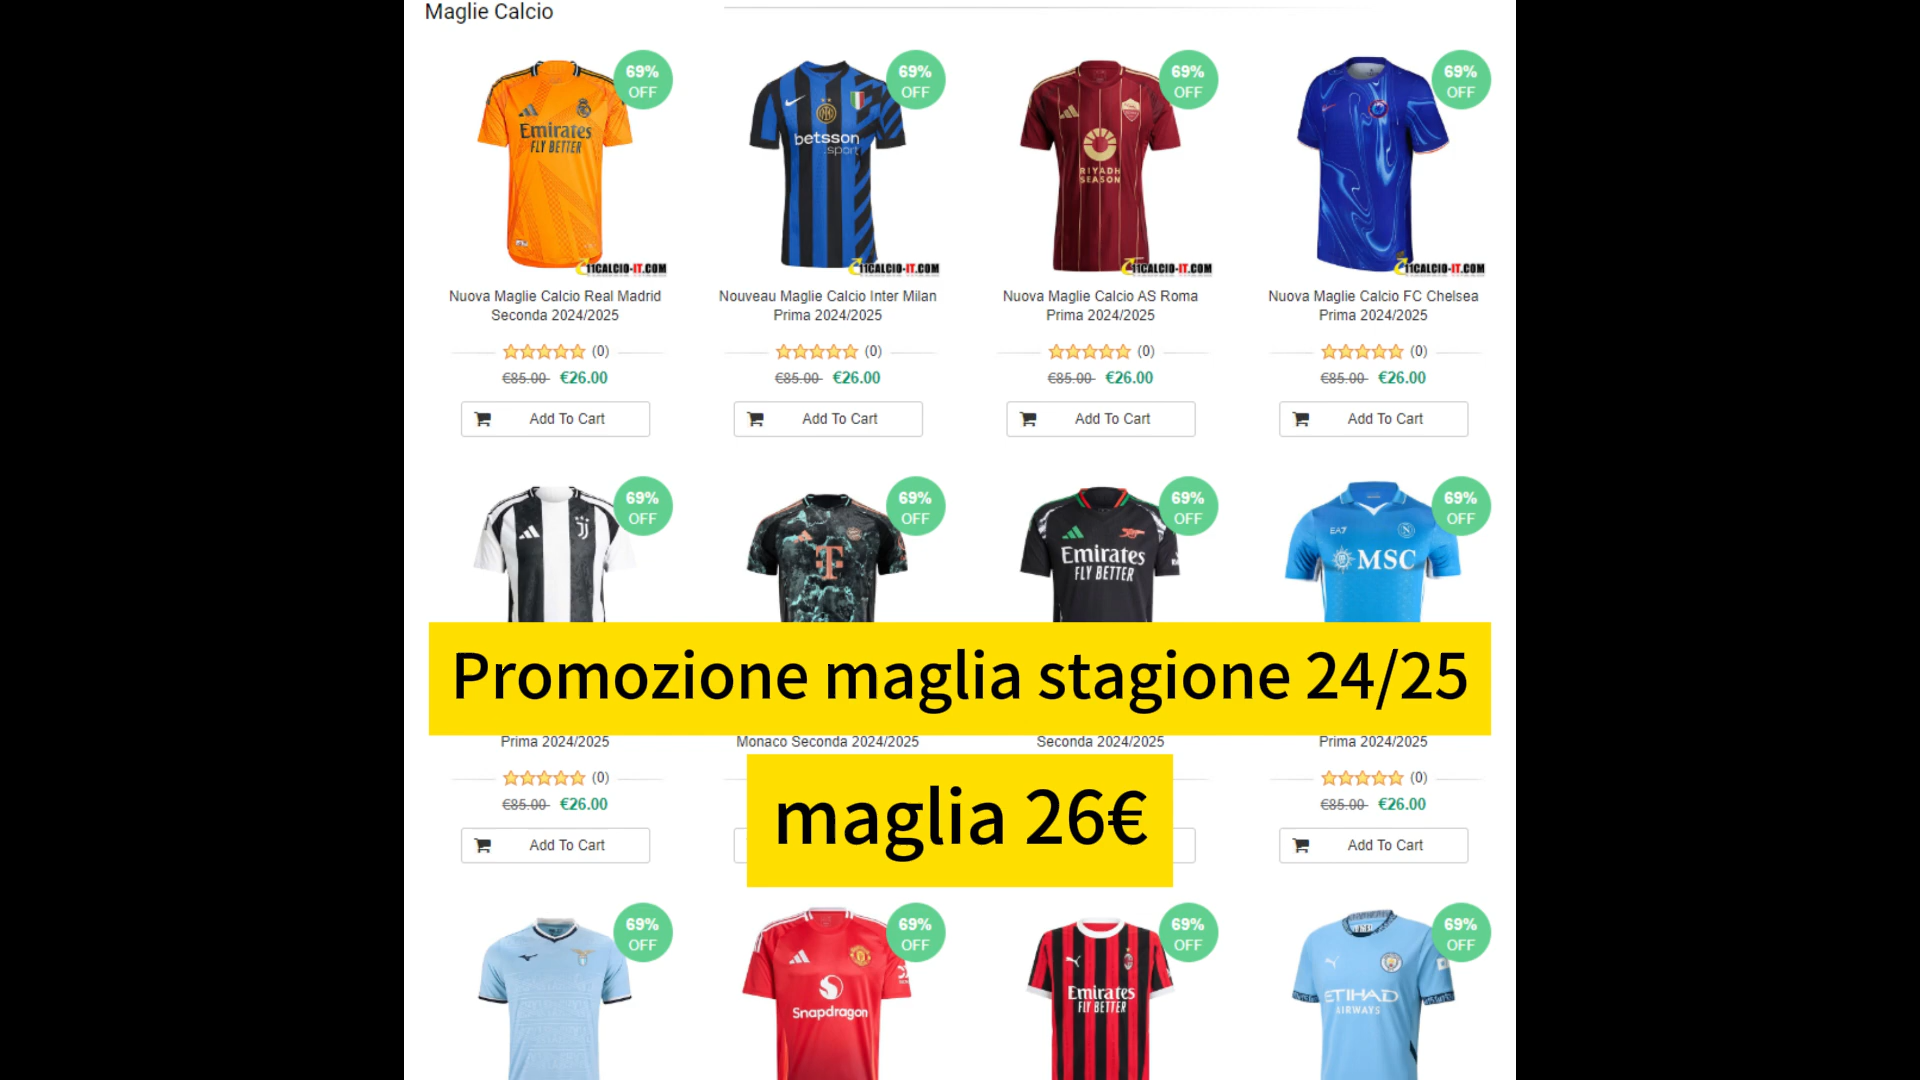 Maglie Calcio
69%
OFF
69%
OFF
69%
OFF
69%
OFF
Emirates
FLY BETTER
betsson
.sport
RIYADH
SEASON
11CALCIO-IT.COM
11CALCIO-IT.COM
11CALCIO-IT.COM
11CALCIO-IT.COM
Nuova Maglie Calcio Real Madrid
Seconda 2024/2025
Nouveau Maglie Calcio Inter Milan
Prima 2024/2025
Nuova Maglie Calcio AS Roma
Prima 2024/2025
Nuova Maglie Calcio FC Chelsea
Prima 2024/2025
(0)
(0)
(0)
(0)
€85.00 €26.00
€85.00 €26.00
€85.00 €26.00
€85.00 €26.00
Add To Cart
Add To Cart
Add To Cart
Add To Cart
69%
OFF
69%
OFF
69%
OFF
69%
OFF
T
Emirates
FLY BETTER
EA7
MSC
Promozione maglia stagione 24/25
Prima 2024/2025
Monaco Seconda 2024/2025
Seconda 2024/2025
Prima 2024/2025
(0)
(0)
€85.00 €26.00
€85.00 €26.00
maglia 26€
Add To Cart
Add To Cart
69%
OFF
69%
OFF
69%
OFF
69%
OFF
Snapdragon
Emirates
FLY BETTER
ETIHAD
AIRWAYS